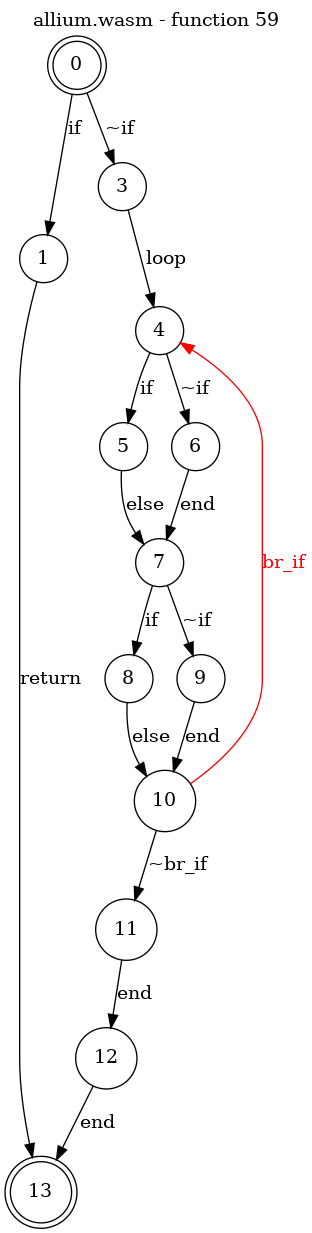 allium.wasm - function 59
0
if
~if
3
1
loop
4
if
~if
5
6
else
end
7
br_if
if
~if
8
9
return
else
end
10
~br_if
11
end
12
end
13